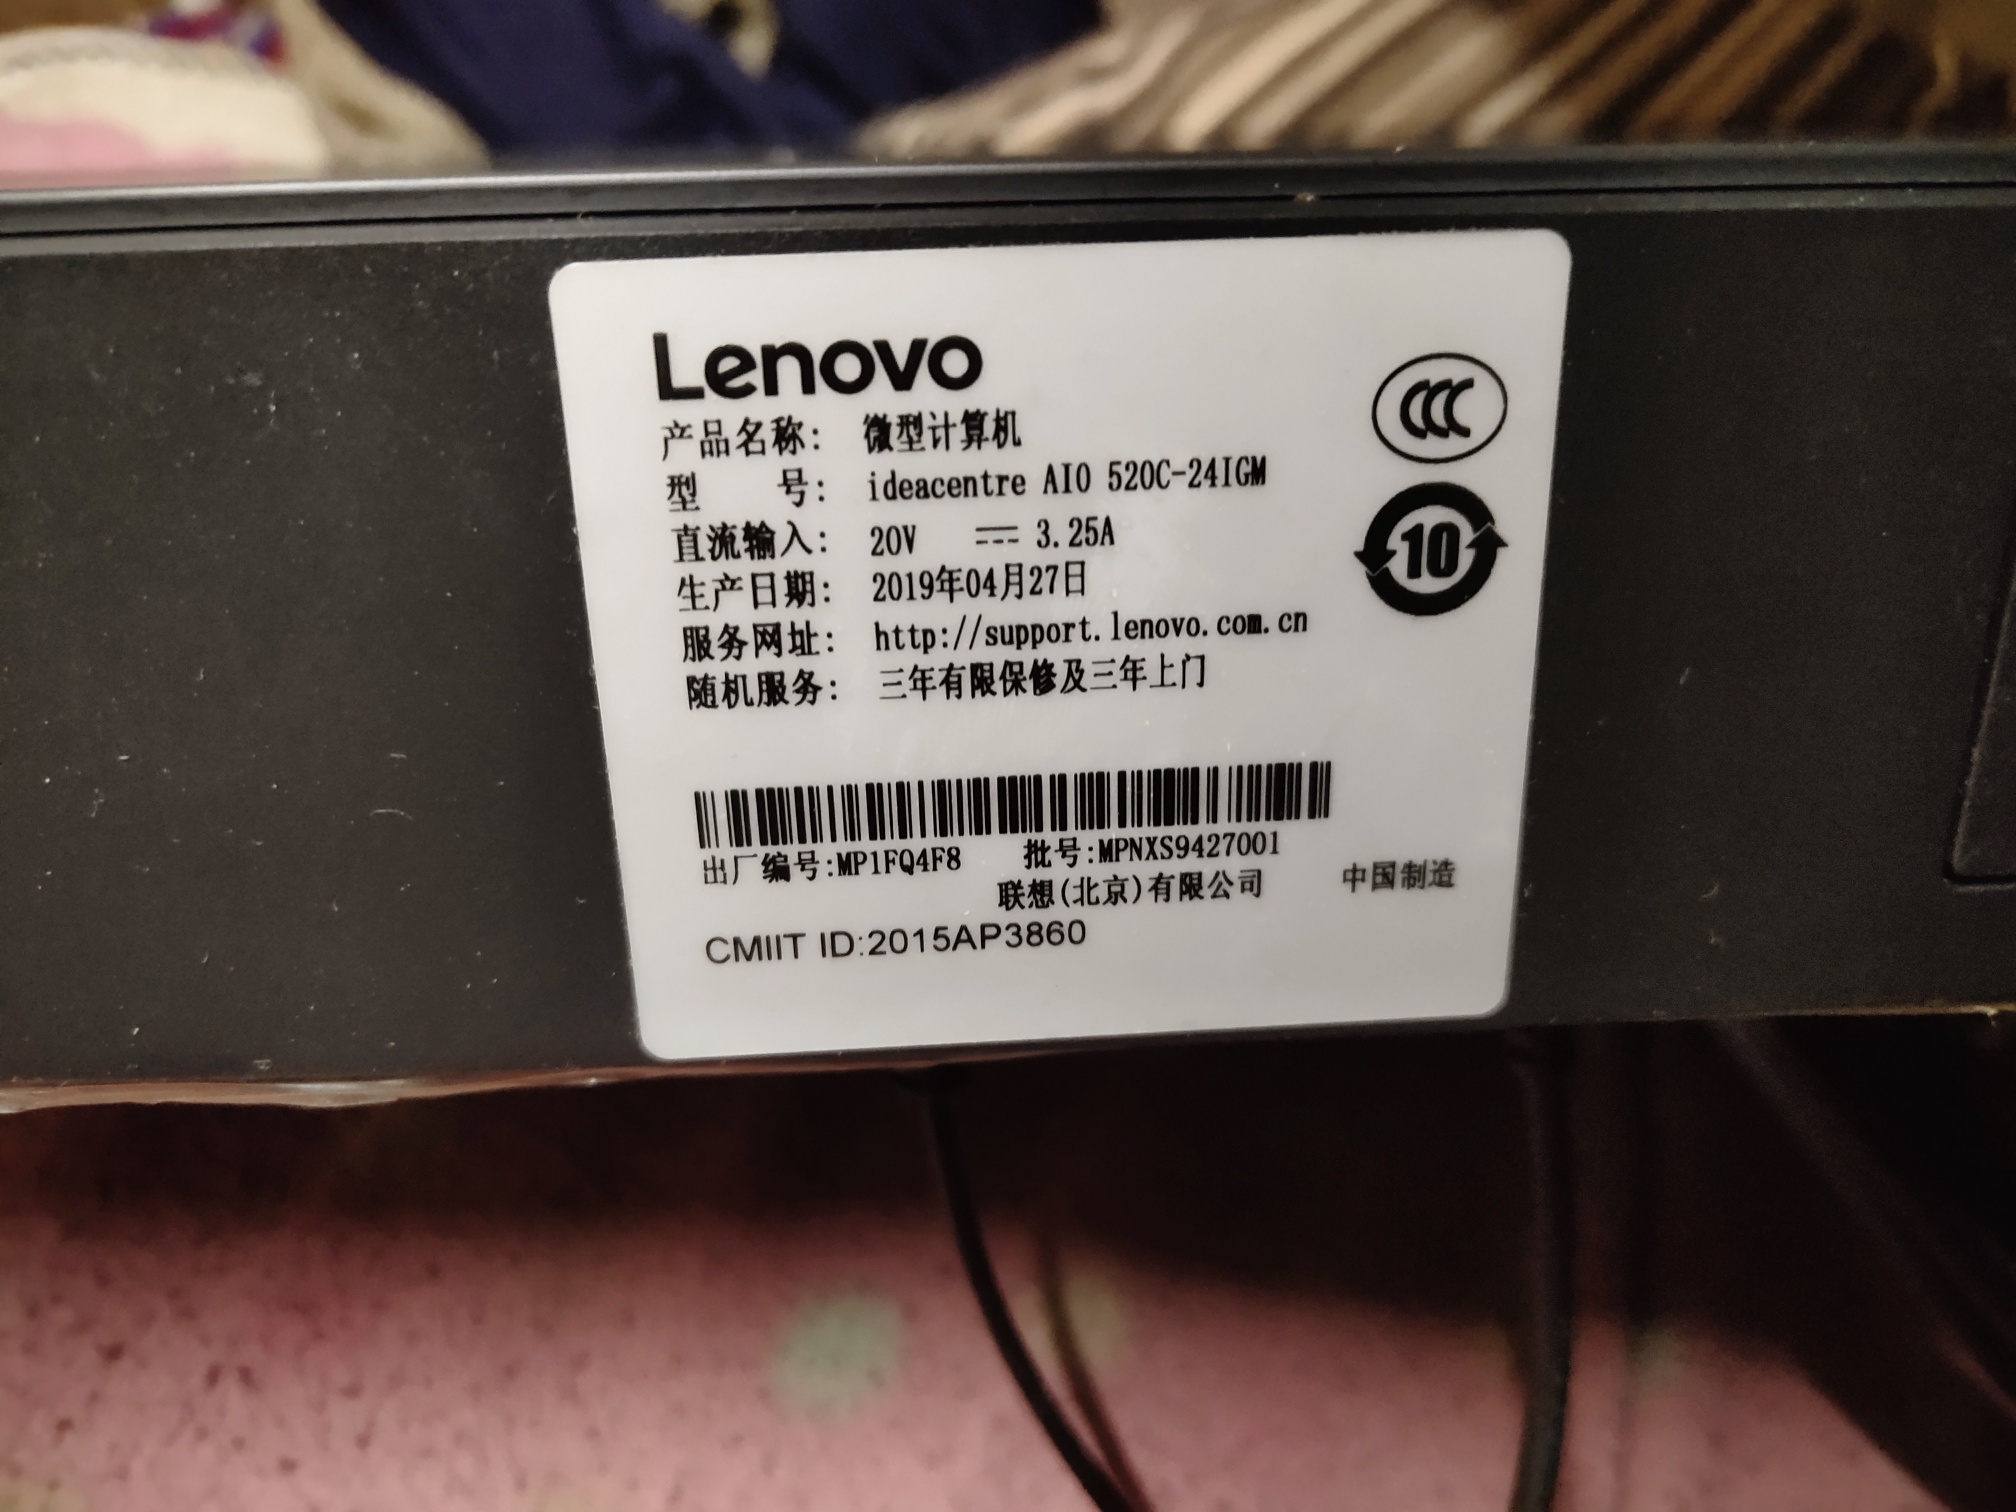 Lenovo
产品名称: 微型计算机
型 号: ideacentre AIO 520C-24IGM
直流输入: 20V ⎓ 3.25A
生产日期: 2019年04月27日
服务网址: http://support.lenovo.com.cn
随机服务: 三年有限保修及三年上门
CCC
10
出厂编号:MP1FQ4F8 批号:MPNXS9427001
联想(北京)有限公司 中国制造
CMIIT ID:2015AP3860